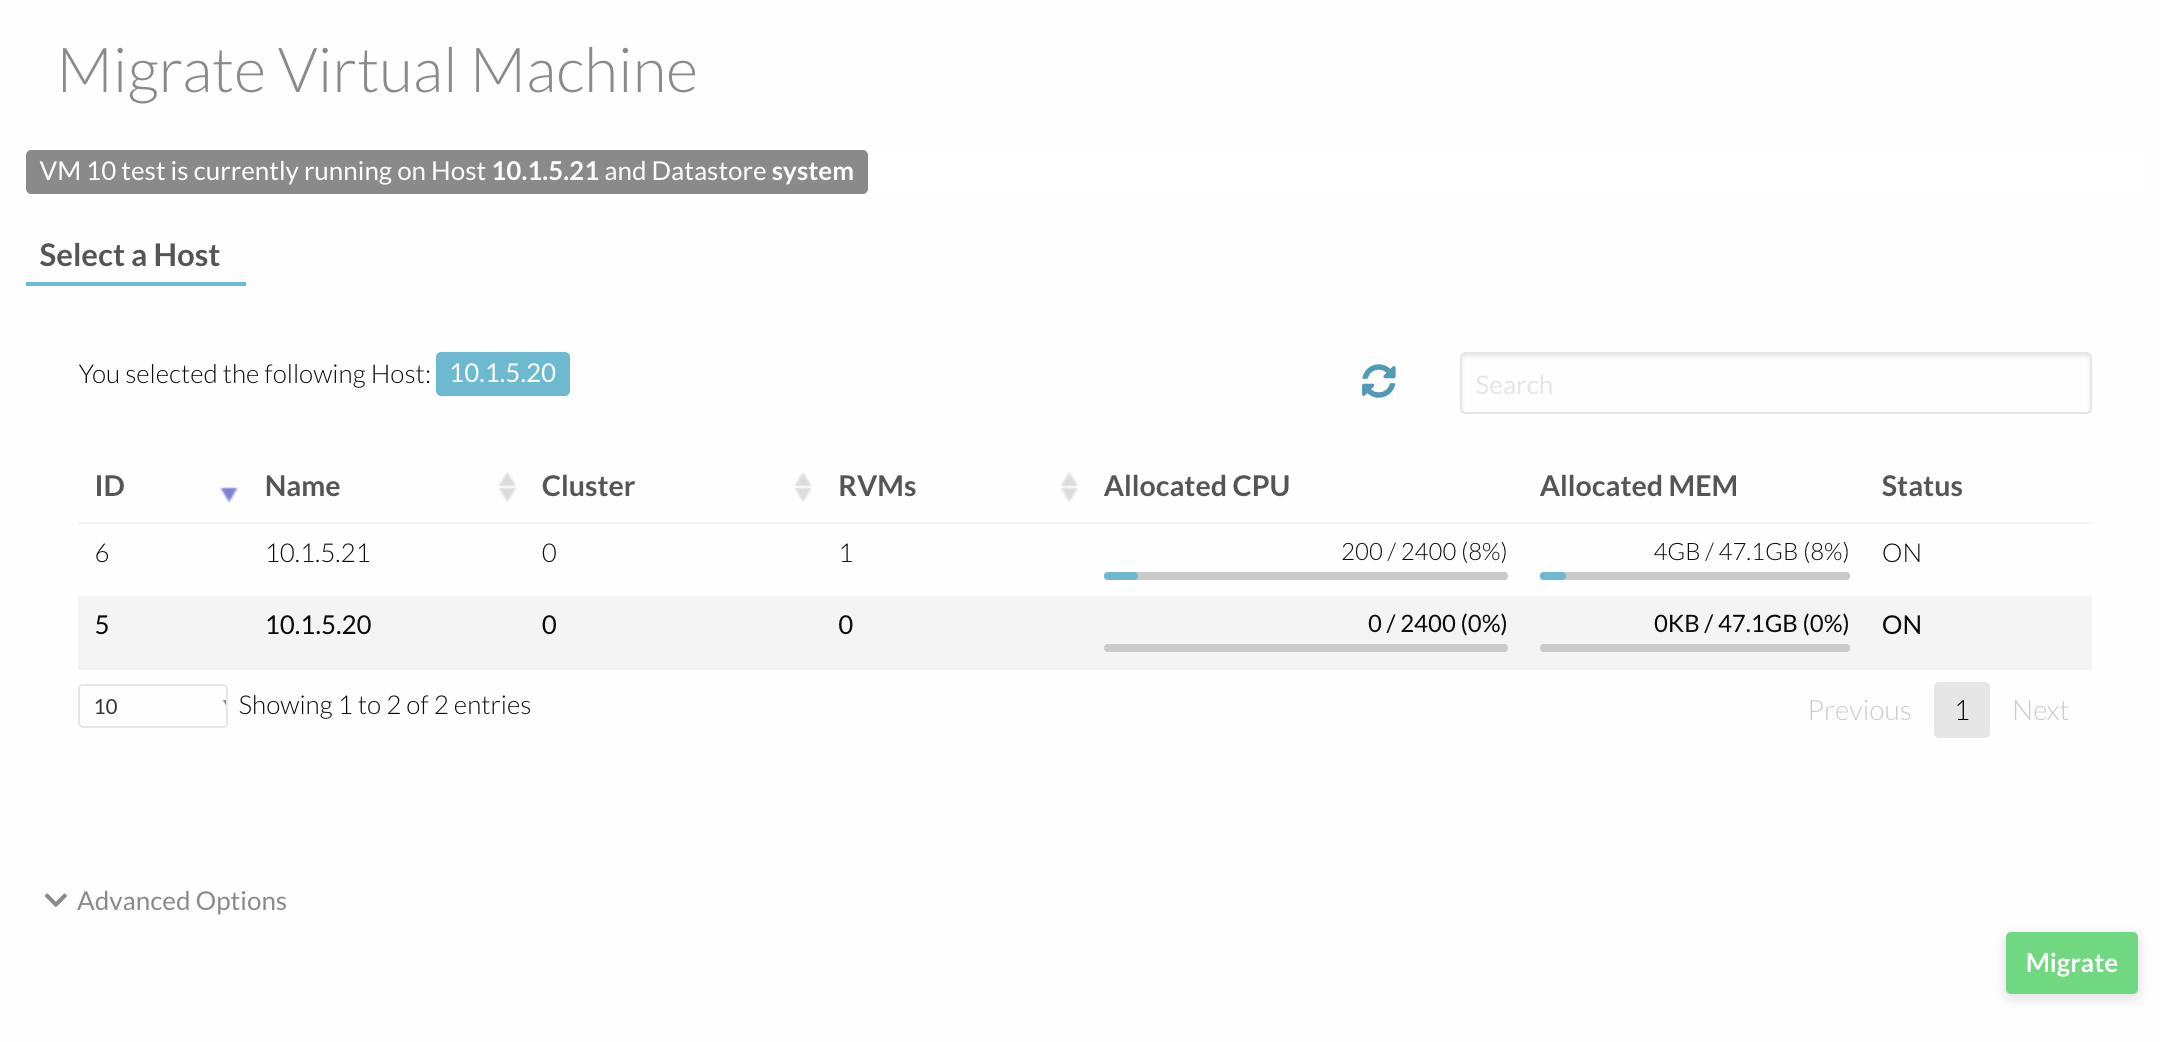 Migrate Virtual Machine
VM 10 test is currently running on Host 10.1.5.21 and Datastore system
Select a Host
You selected the following Host: 10.1.5.20 Search
ID Name Cluster RVMs Allocated CPU Allocated MEM Status
6 10.1.5.21 0 1 200 / 2400 (8%) 4GB / 47.1GB (8%) ON
5 10.1.5.20 0 0 0 / 2400 (0%) 0KB / 47.1GB (0%) ON
10 Showing 1 to 2 of 2 entries Previous 1 Next
Advanced Options
Migrate